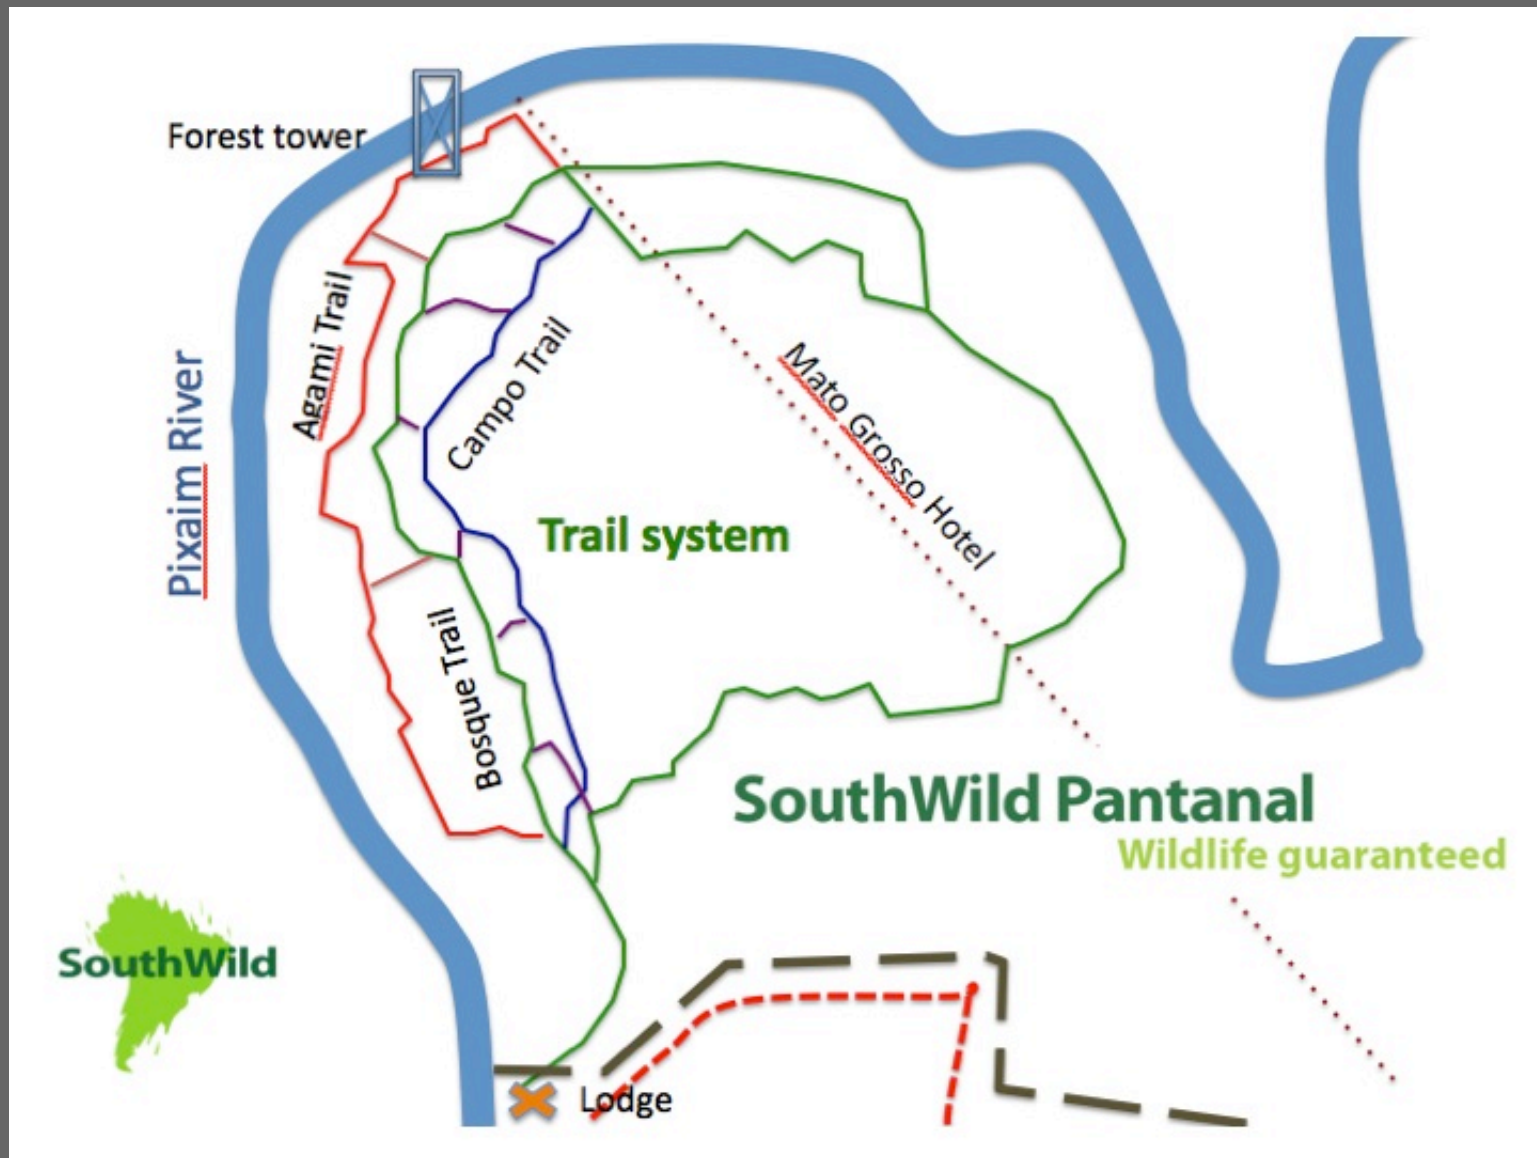 Forest tower
Agami Trail
Pixaim River
Campo Trail
Mato Grosso Hotel
Trail system
Bosque Trail
SouthWild Pantanal
Wildlife guaranteed
SouthWild
Lodge